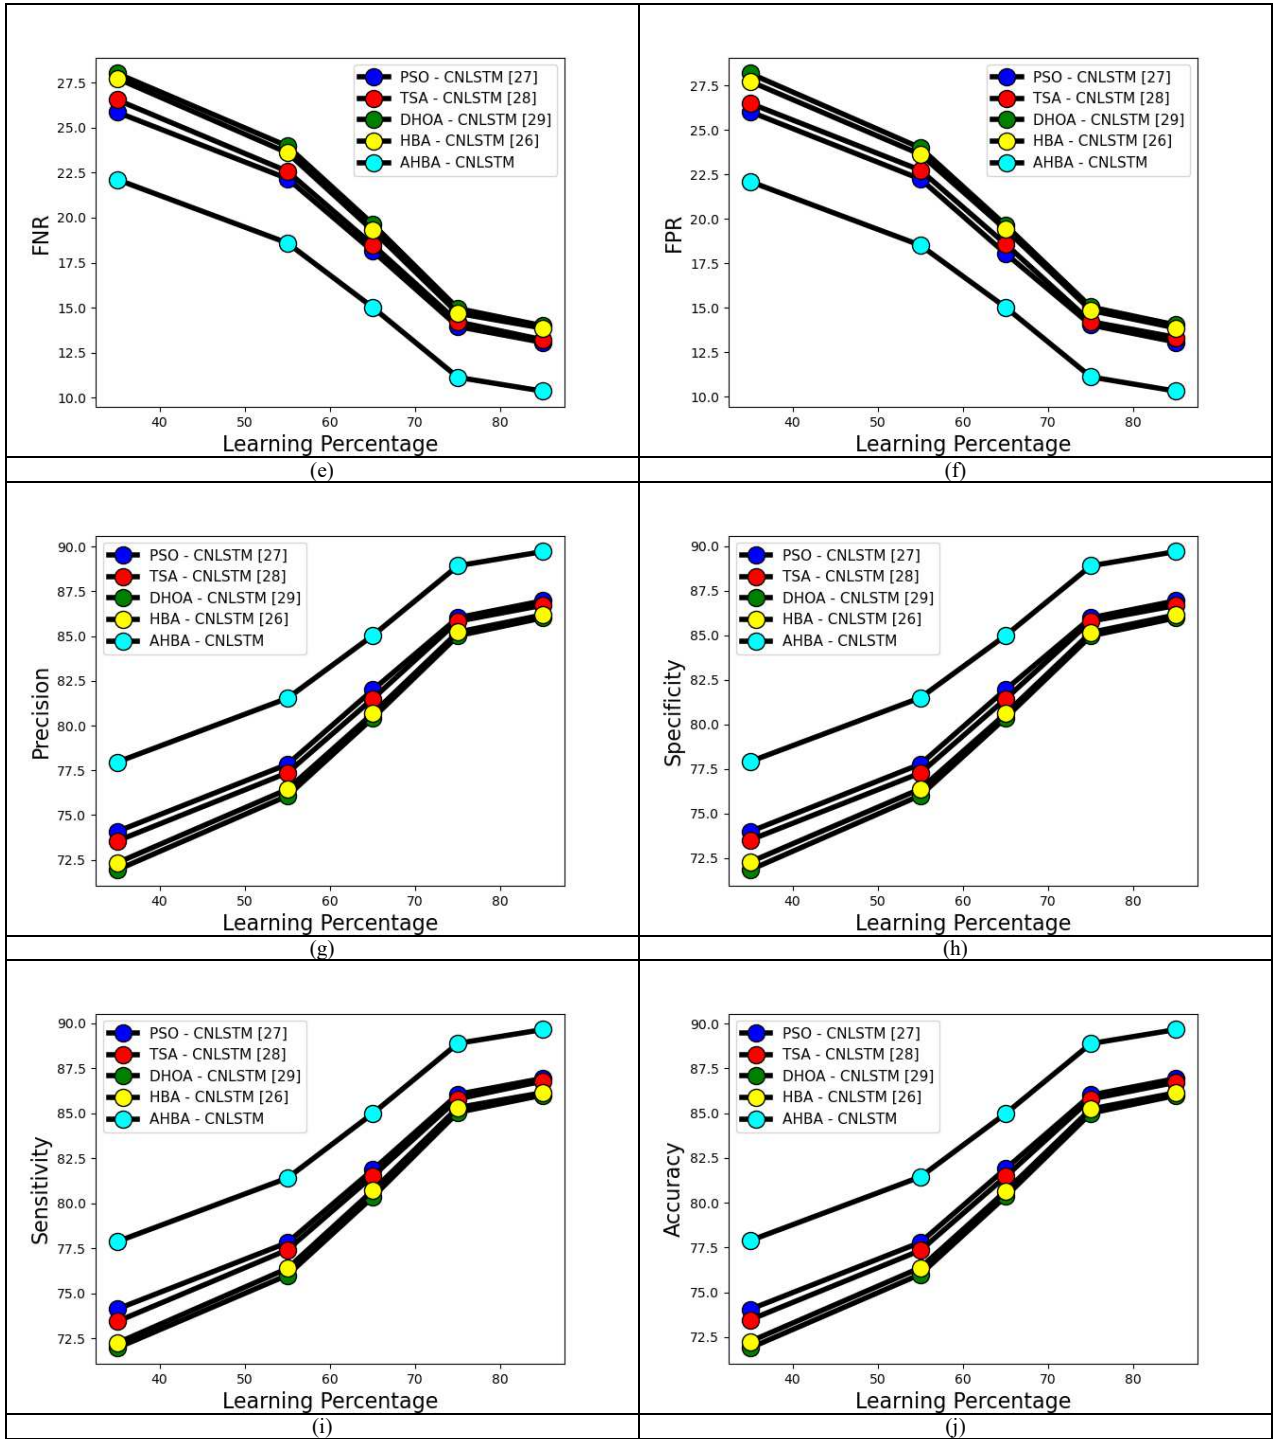 27.5
25.0
22.5
20.0
17.5
15.0
12.5
10.0
FNR
PSO - CNLSTM [27]
TSA - CNLSTM [28]
DHOA - CNLSTM [29]
HBA - CNLSTM [26]
AHBA - CNLSTM
40 50 60 70 80
Learning Percentage
(e)
27.5
25.0
22.5
20.0
17.5
15.0
12.5
10.0
FPR
PSO - CNLSTM [27]
TSA - CNLSTM [28]
DHOA - CNLSTM [29]
HBA - CNLSTM [26]
AHBA - CNLSTM
40 50 60 70 80
Learning Percentage
(f)
90.0
87.5
85.0
82.5
80.0
77.5
75.0
72.5
Precision
PSO - CNLSTM [27]
TSA - CNLSTM [28]
DHOA - CNLSTM [29]
HBA - CNLSTM [26]
AHBA - CNLSTM
40 50 60 70 80
Learning Percentage
(g)
90.0
87.5
85.0
82.5
80.0
77.5
75.0
72.5
Specificity
PSO - CNLSTM [27]
TSA - CNLSTM [28]
DHOA - CNLSTM [29]
HBA - CNLSTM [26]
AHBA - CNLSTM
40 50 60 70 80
Learning Percentage
(h)
90.0
87.5
85.0
82.5
80.0
77.5
75.0
72.5
Sensitivity
PSO - CNLSTM [27]
TSA - CNLSTM [28]
DHOA - CNLSTM [29]
HBA - CNLSTM [26]
AHBA - CNLSTM
40 50 60 70 80
Learning Percentage
(i)
90.0
87.5
85.0
82.5
80.0
77.5
75.0
72.5
Accuracy
PSO - CNLSTM [27]
TSA - CNLSTM [28]
DHOA - CNLSTM [29]
HBA - CNLSTM [26]
AHBA - CNLSTM
40 50 60 70 80
Learning Percentage
(j)